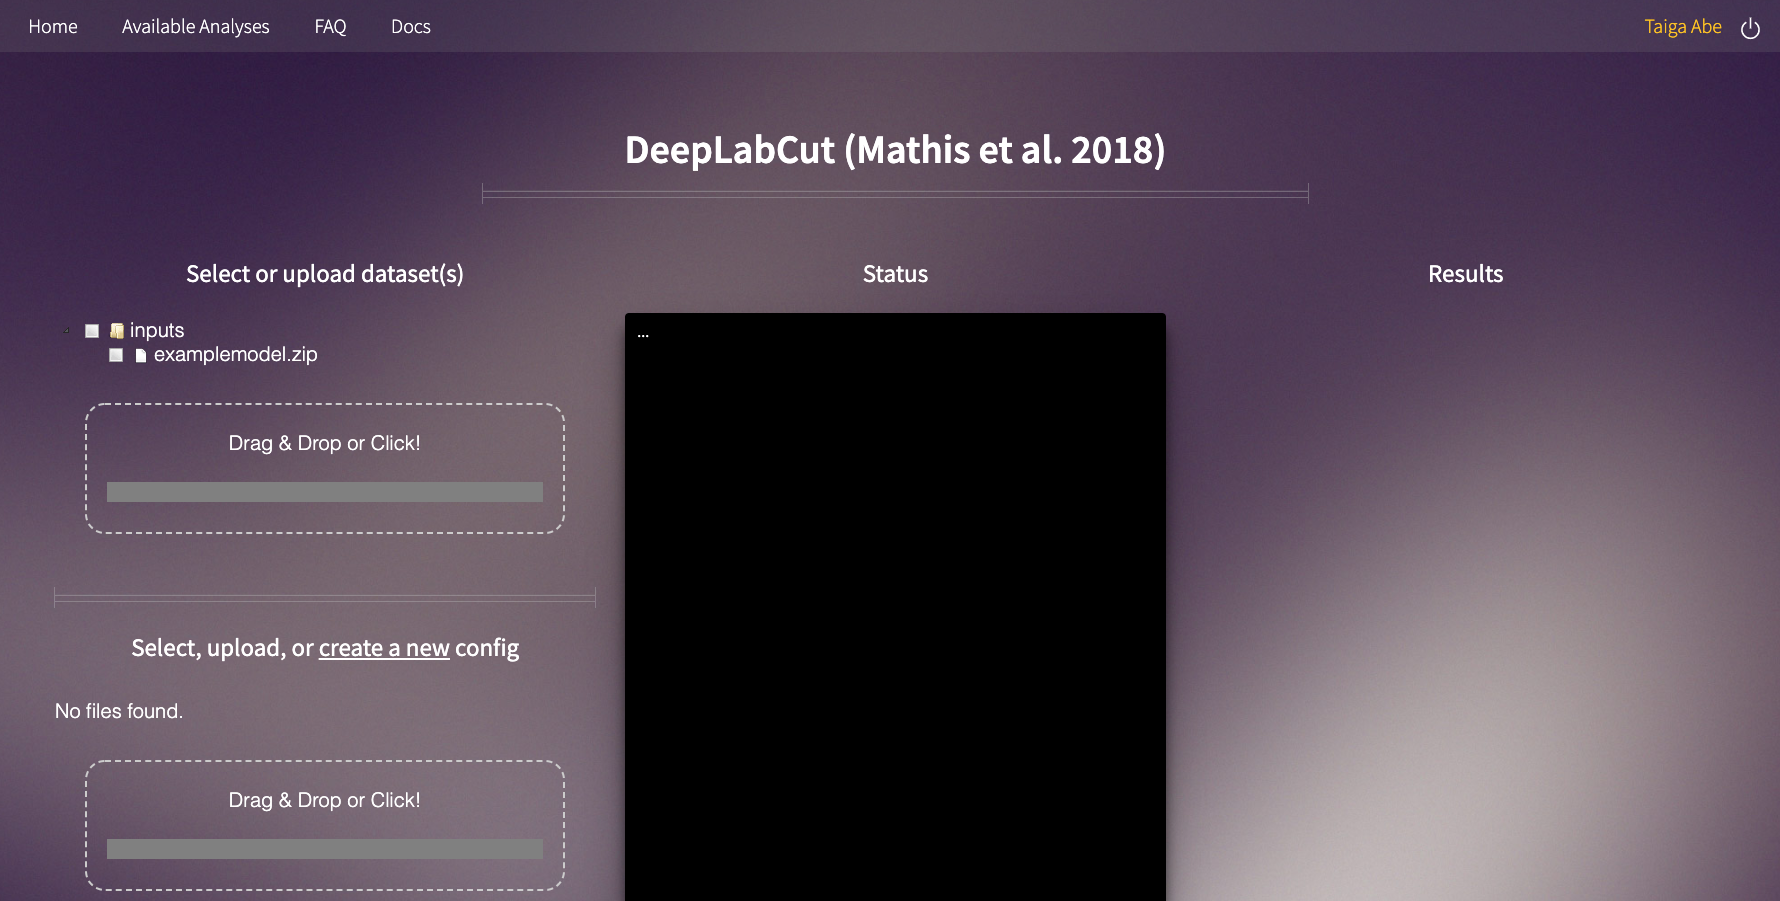 Home Available Analyses FAQ Docs Taiga Abe
DeepLabCut (Mathis et al. 2018)
Select or upload dataset(s)
inputs
examplemodel.zip
Drag & Drop or Click!
Select, upload, or create a new config
No files found.
Drag & Drop or Click!
Status
...
Results